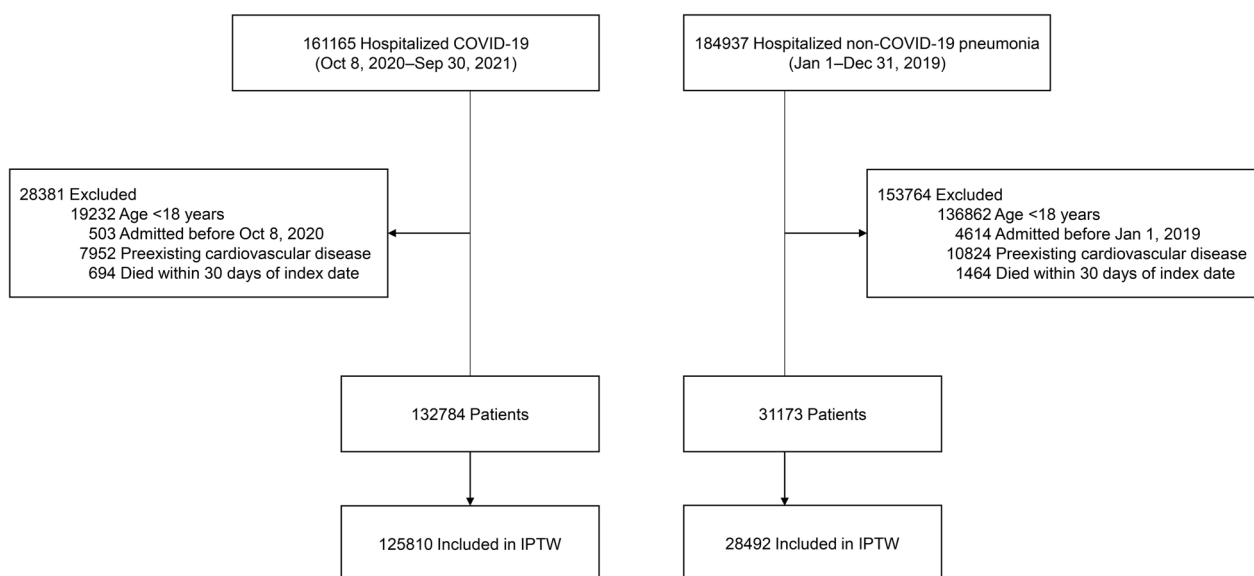 161165 Hospitalized COVID-19
(Oct 8, 2020–Sep 30, 2021)
184937 Hospitalized non-COVID-19 pneumonia
(Jan 1–Dec 31, 2019)
28381 Excluded
19232 Age <18 years
503 Admitted before Oct 8, 2020
7952 Preexisting cardiovascular disease
694 Died within 30 days of index date
153764 Excluded
136862 Age <18 years
4614 Admitted before Jan 1, 2019
10824 Preexisting cardiovascular disease
1464 Died within 30 days of index date
132784 Patients
31173 Patients
125810 Included in IPTW
28492 Included in IPTW